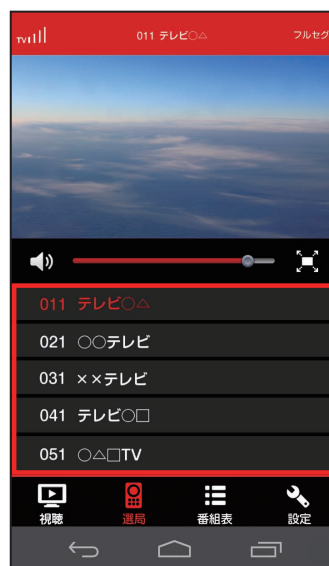 TV 011 テレビ○△ フルセグ
011 テレビ○△
021 ○○テレビ
031 ××テレビ
041 テレビ○□
051 ○△□TV
視聴 選局 番組表 設定